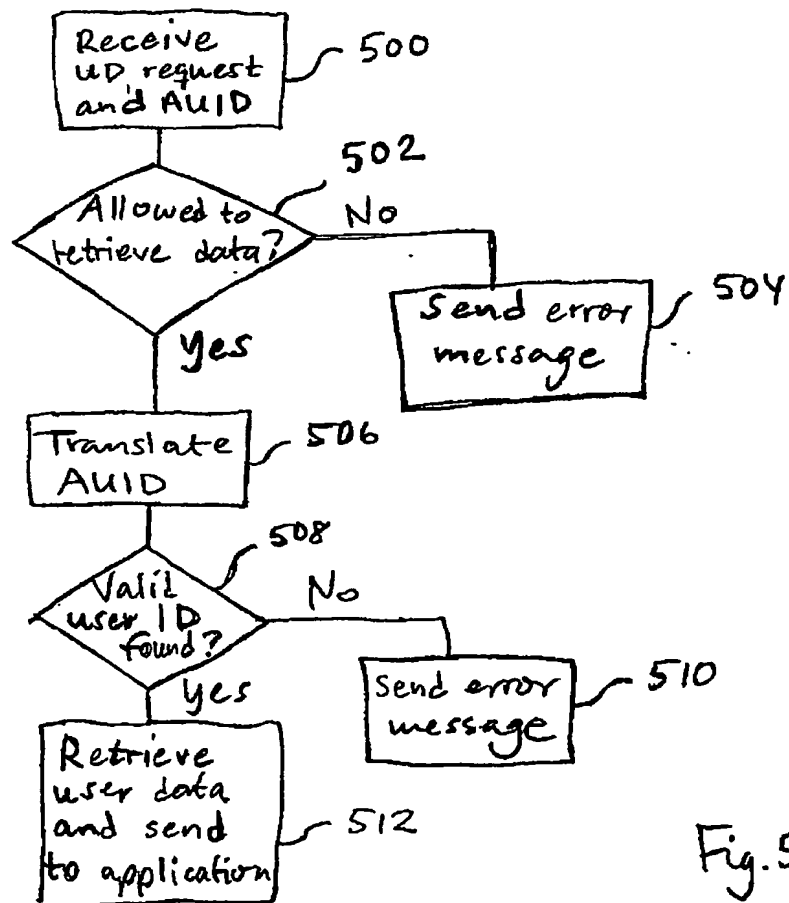 Receive
UD request
and AUID
500
502
Allowed to
retrieve data?
No
504
Send error
message
Yes
Translate
AUID
506
508
Valid
user ID
found?
No
Send error
message
510
Yes
Retrieve
user data
and send
to application
512
Fig. 5